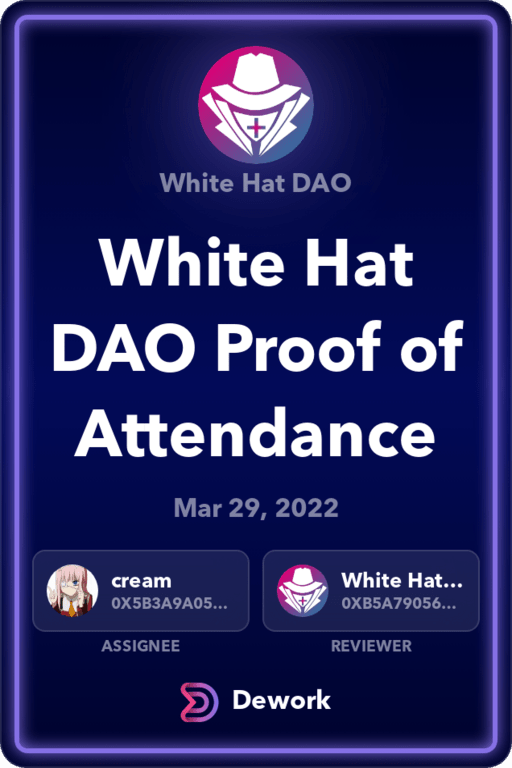 White Hat DAO
White Hat
DAO Proof of
Attendance
Mar 29, 2022
cream
0X5B3A9A05...
ASSIGNEE
White Hat...
0XB5A79056...
REVIEWER
Dework